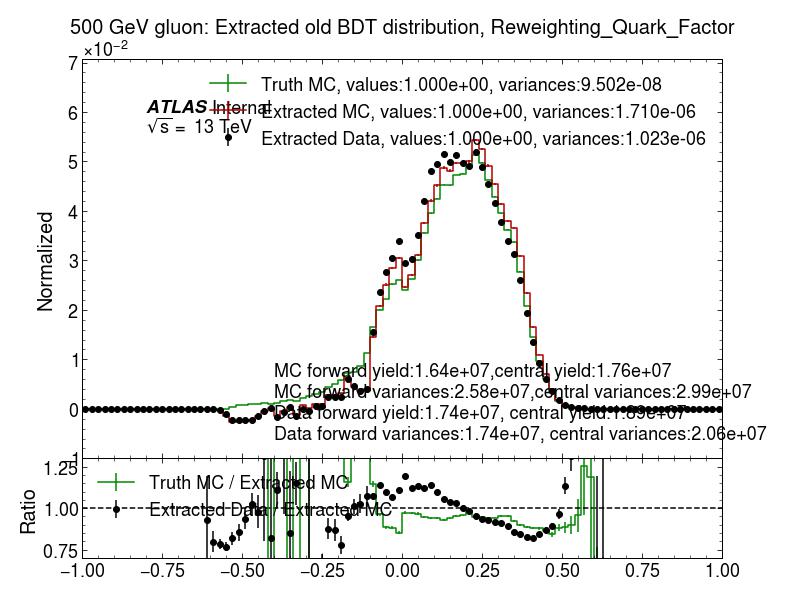 500 GeV gluon: Extracted old BDT distribution, Reweighting_Quark_Factor
×10⁻²
Truth MC, values:1.000e+00, variances:9.502e-08
ATLAS Internal
Extracted MC, values:1.000e+00, variances:1.710e-06
√s = 13 TeV
Extracted Data, values:1.000e+00, variances:1.023e-06
7
6
5
4
3
2
1
0
−1
Normalized
MC forward yield:1.64e+07,central yield:1.76e+07
MC forward variances:2.58e+07,central variances:2.99e+07
Data forward yield:1.74e+07, central yield:1.89e+07
Data forward variances:1.74e+07, central variances:2.06e+07
1.25
1.00
0.75
Ratio
Truth MC / Extracted MC
Extracted Data / Extracted MC
−1.00 −0.75 −0.50 −0.25 0.00 0.25 0.50 0.75 1.00